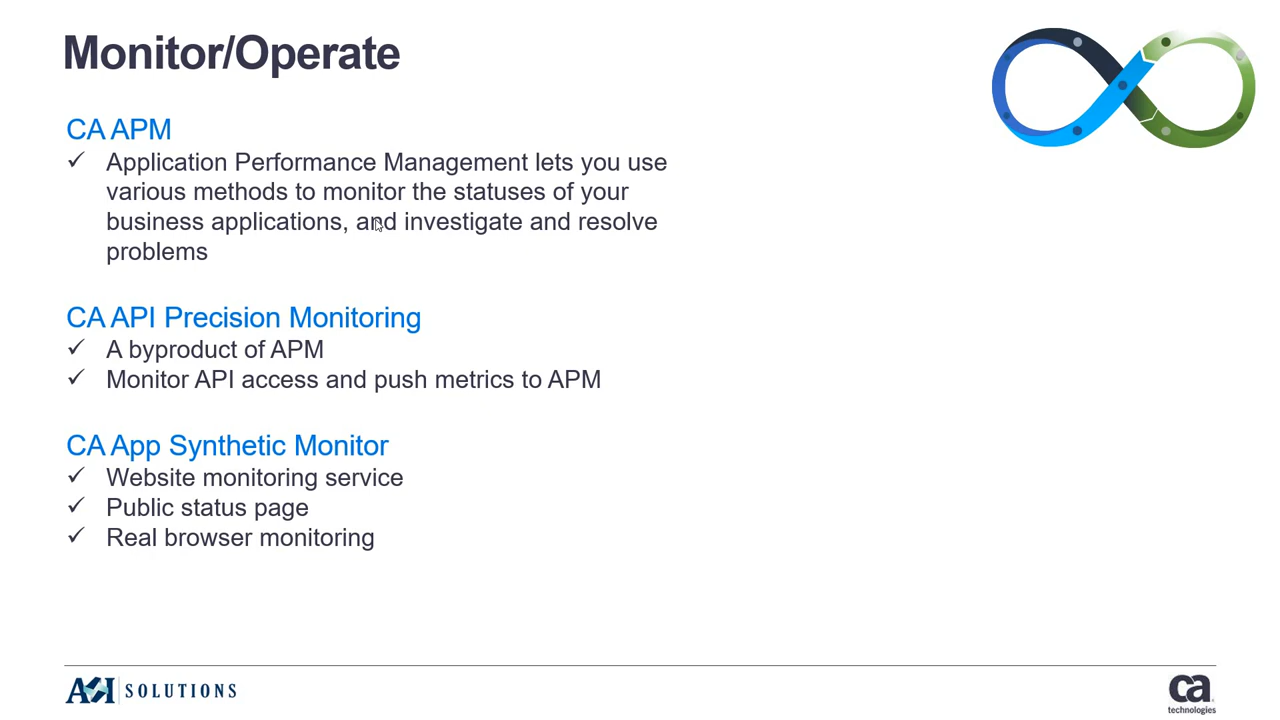 Monitor/Operate
CA APM
✓ Application Performance Management lets you use
various methods to monitor the statuses of your
business applications, and investigate and resolve
problems
CA API Precision Monitoring
✓ A byproduct of APM
✓ Monitor API access and push metrics to APM
CA App Synthetic Monitor
✓ Website monitoring service
✓ Public status page
✓ Real browser monitoring
SOLUTIONS
ca
technologies